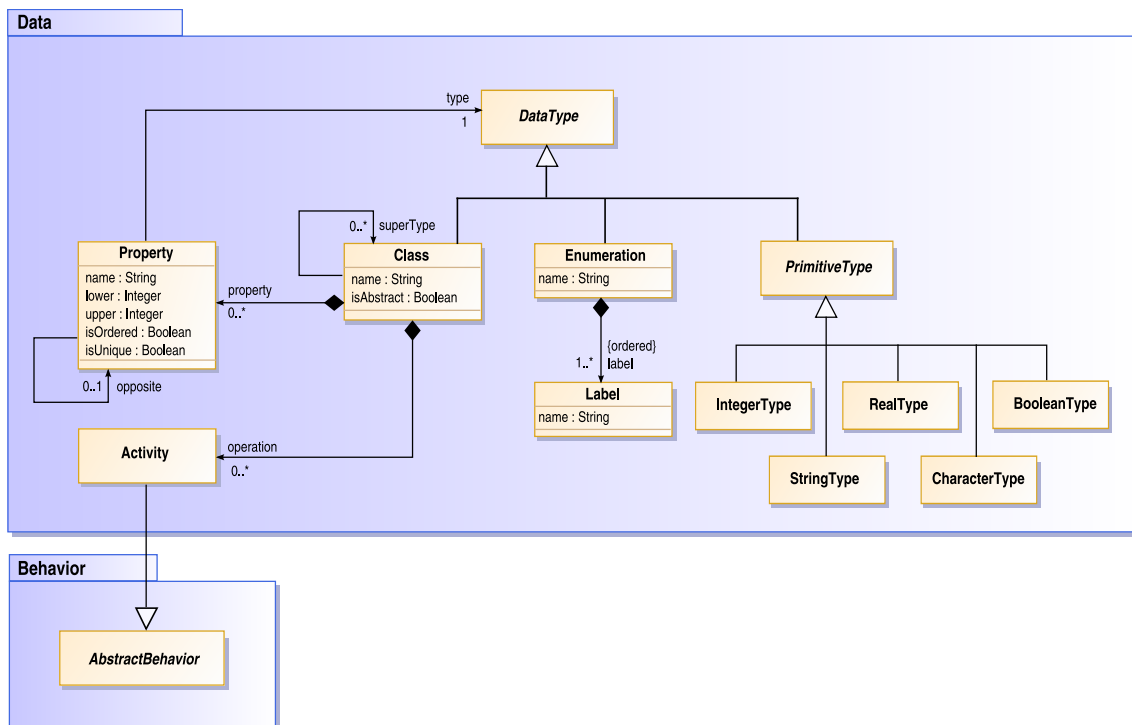 Data
type
1
DataType
0..*
superType
Property
name : String
lower : Integer
upper : Integer
isOrdered : Boolean
isUnique : Boolean
property
0..*
Class
name : String
isAbstract : Boolean
Enumeration
name : String
PrimitiveType
0..1
opposite
{ordered}
1..*
label
Label
name : String
IntegerType
RealType
BooleanType
Activity
operation
0..*
StringType
CharacterType
Behavior
AbstractBehavior